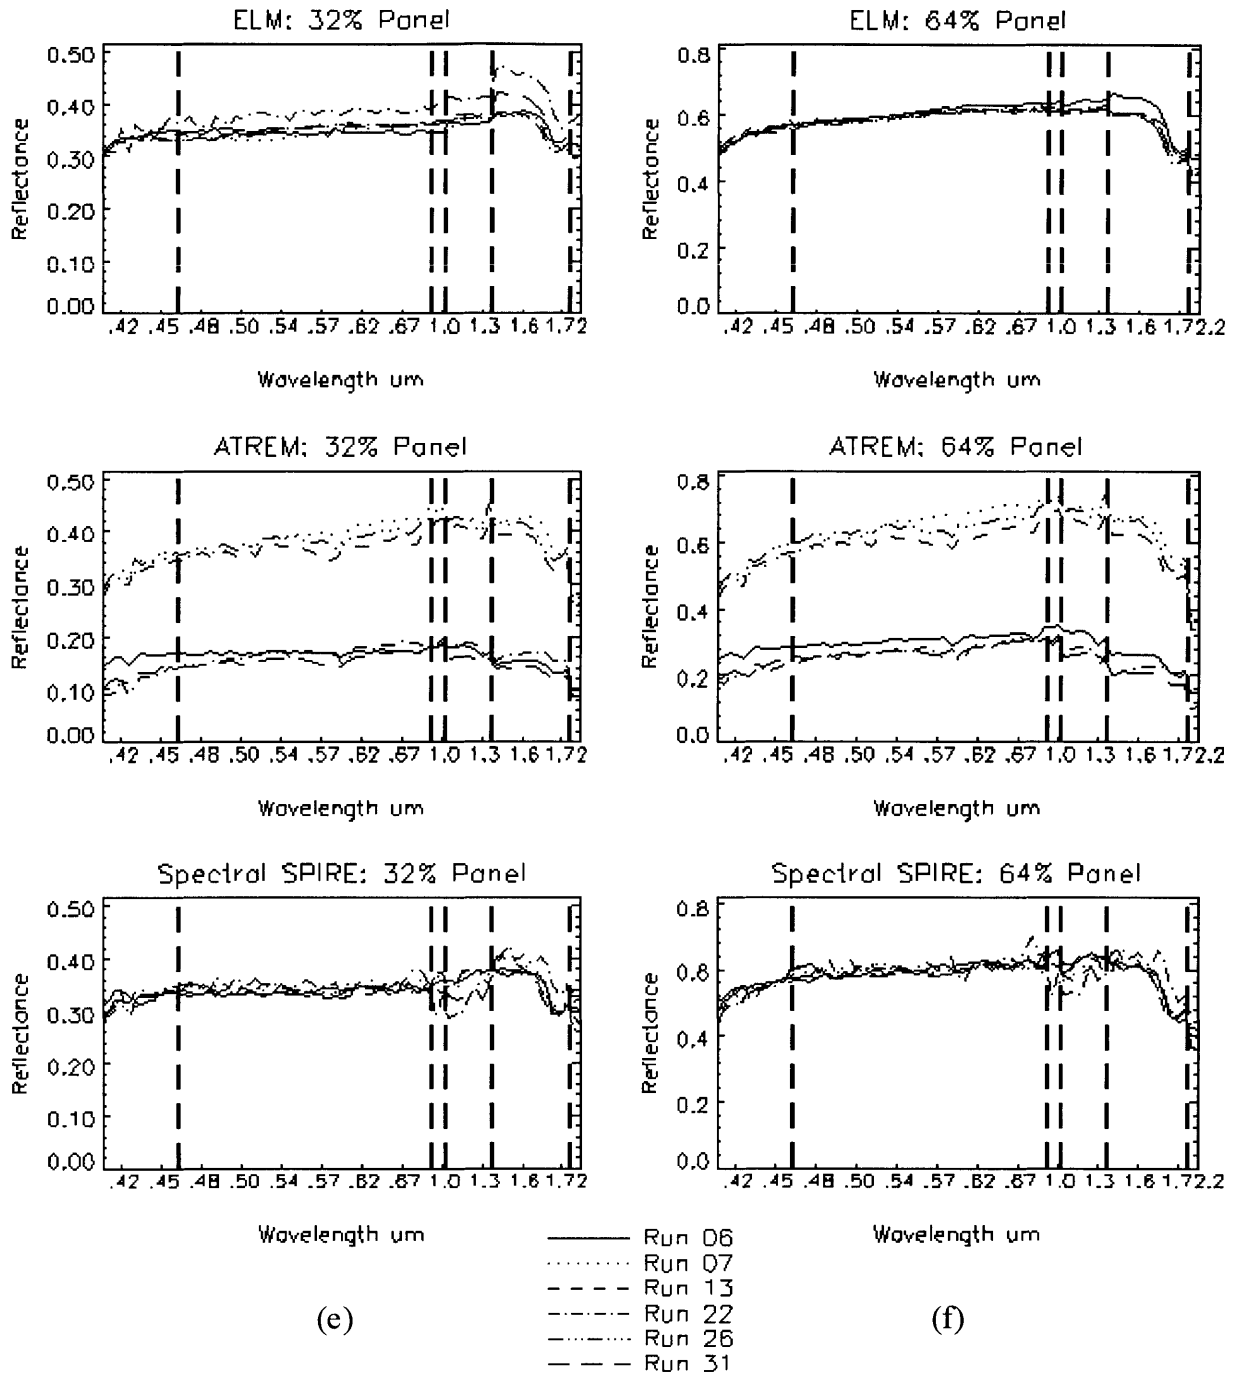 ELM: 32% Panel
ELM: 64% Panel
0.50
0.40
0.30
0.20
0.10
0.00
Reflectance
.42 .45 .48 .50 .54 .57 .62 .67 1.0 1.3 1.6 1.72
Wavelength um
0.8
0.6
0.4
0.2
0.0
Reflectance
.42 .45 .48 .50 .54 .57 .62 .67 1.0 1.3 1.6 1.72.2
Wavelength um
ATREM: 32% Panel
ATREM: 64% Panel
0.50
0.40
0.30
0.20
0.10
0.00
Reflectance
.42 .45 .48 .50 .54 .57 .62 .67 1.0 1.3 1.6 1.72
Wavelength um
0.8
0.6
0.4
0.2
0.0
Reflectance
.42 .45 .48 .50 .54 .57 .62 .67 1.0 1.3 1.6 1.72.2
Wavelength um
Spectral SPIRE: 32% Panel
Spectral SPIRE: 64% Panel
0.50
0.40
0.30
0.20
0.10
0.00
Reflectance
.42 .45 .48 .50 .54 .57 .62 .67 1.0 1.3 1.6 1.72
Wavelength um
0.8
0.6
0.4
0.2
0.0
Reflectance
.42 .45 .48 .50 .54 .57 .62 .67 1.0 1.3 1.6 1.72.2
Wavelength um
Run 06
Run 07
Run 13
Run 22
Run 26
Run 31
(e)
(f)